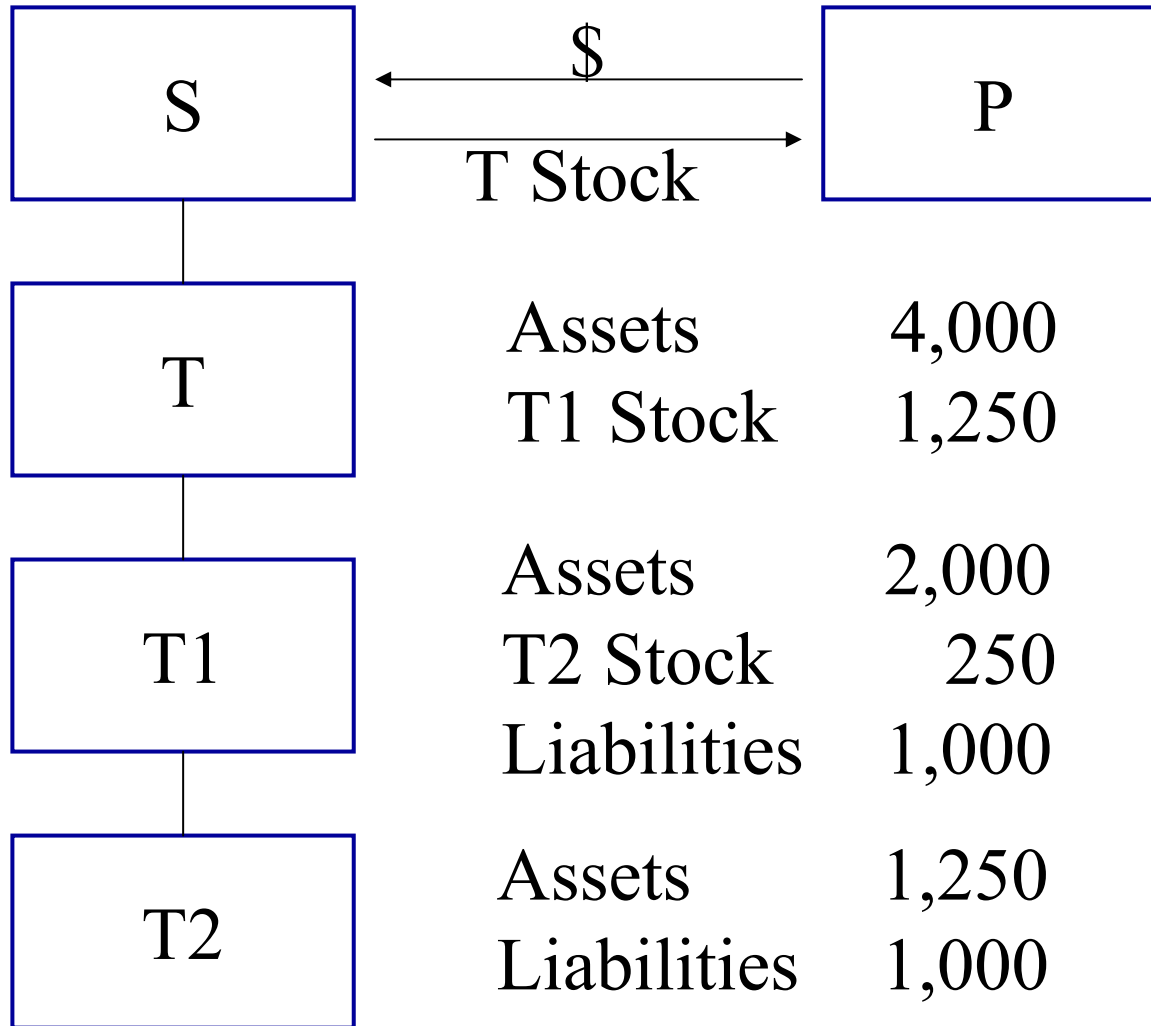 S
$
T Stock
P
T
Assets 4,000
T1 Stock 1,250
T1
Assets 2,000
T2 Stock 250
Liabilities 1,000
T2
Assets 1,250
Liabilities 1,000